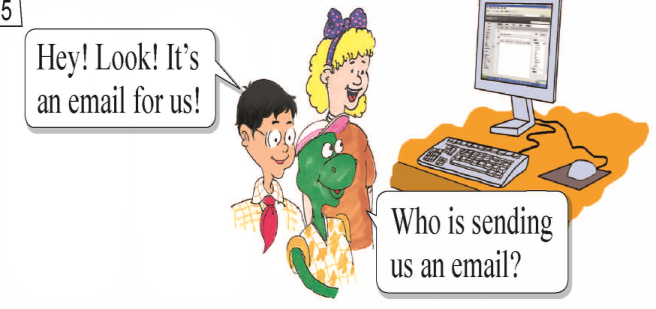 5
Hey! Look! It’s
an email for us!
Who is sending
us an email?